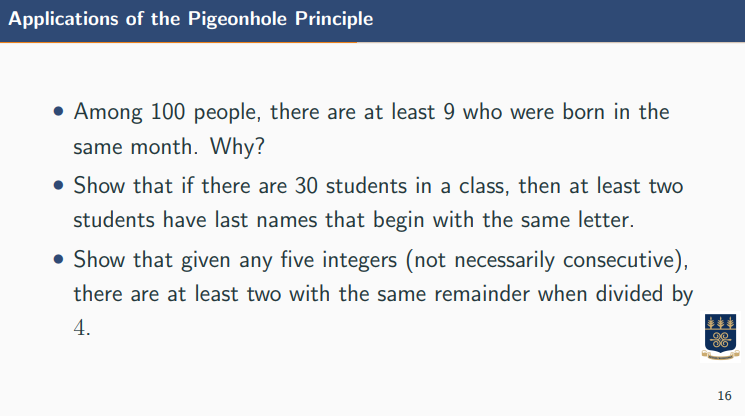 Applications of the Pigeonhole Principle
• Among 100 people, there are at least 9 who were born in the
same month. Why?
• Show that if there are 30 students in a class, then at least two
students have last names that begin with the same letter.
• Show that given any five integers (not necessarily consecutive),
there are at least two with the same remainder when divided by
4.
16